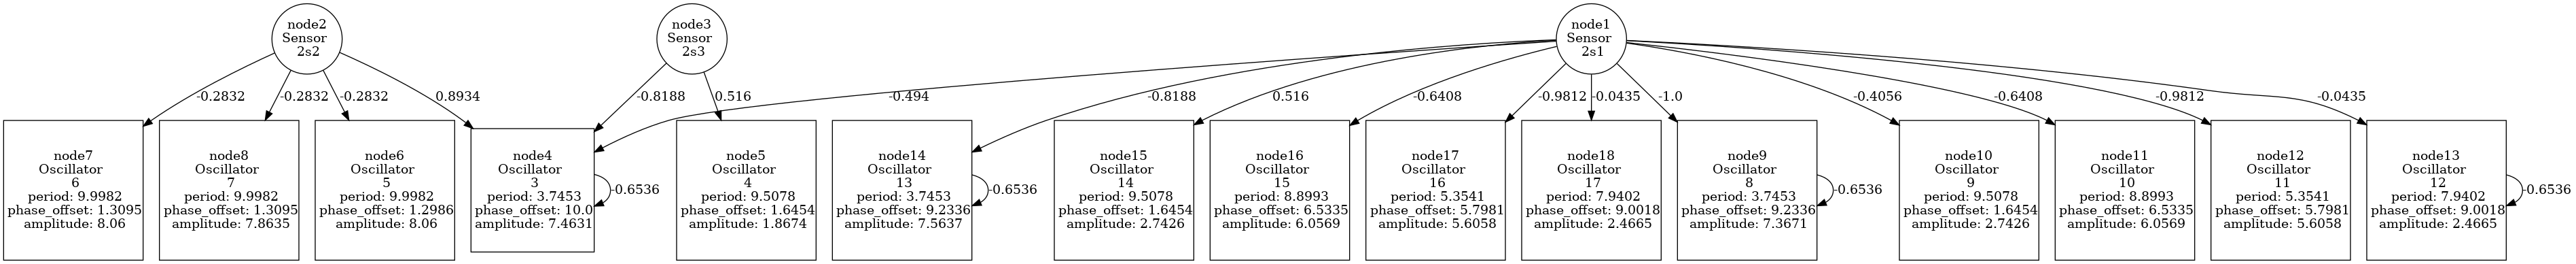 node2
Sensor
2s2
node3
Sensor
2s3
node1
Sensor
2s1
-0.2832
-0.2832
-0.2832
0.8934
-0.8188
0.516
-0.494
-0.8188
0.516
-0.6408
-0.9812
-0.0435
-1.0
-0.4056
-0.6408
-0.9812
-0.0435
node7
Oscillator
6
period: 9.9982
phase_offset: 1.3095
amplitude: 8.06
node8
Oscillator
7
period: 9.9982
phase_offset: 1.3095
amplitude: 7.8635
node6
Oscillator
5
period: 9.9982
phase_offset: 1.2986
amplitude: 8.06
node4
Oscillator
3
period: 3.7453
phase_offset: 10.0
amplitude: 7.4631
-0.6536
node5
Oscillator
4
period: 9.5078
phase_offset: 1.6454
amplitude: 1.8674
node14
Oscillator
13
period: 3.7453
phase_offset: 9.2336
amplitude: 7.5637
-0.6536
node15
Oscillator
14
period: 9.5078
phase_offset: 1.6454
amplitude: 2.7426
node16
Oscillator
15
period: 8.8993
phase_offset: 6.5335
amplitude: 6.0569
node17
Oscillator
16
period: 5.3541
phase_offset: 5.7981
amplitude: 5.6058
node18
Oscillator
17
period: 7.9402
phase_offset: 9.0018
amplitude: 2.4665
node9
Oscillator
8
period: 3.7453
phase_offset: 9.2336
amplitude: 7.3671
-0.6536
node10
Oscillator
9
period: 9.5078
phase_offset: 1.6454
amplitude: 2.7426
node11
Oscillator
10
period: 8.8993
phase_offset: 6.5335
amplitude: 6.0569
node12
Oscillator
11
period: 5.3541
phase_offset: 5.7981
amplitude: 5.6058
node13
Oscillator
12
period: 7.9402
phase_offset: 9.0018
amplitude: 2.4665
-0.6536